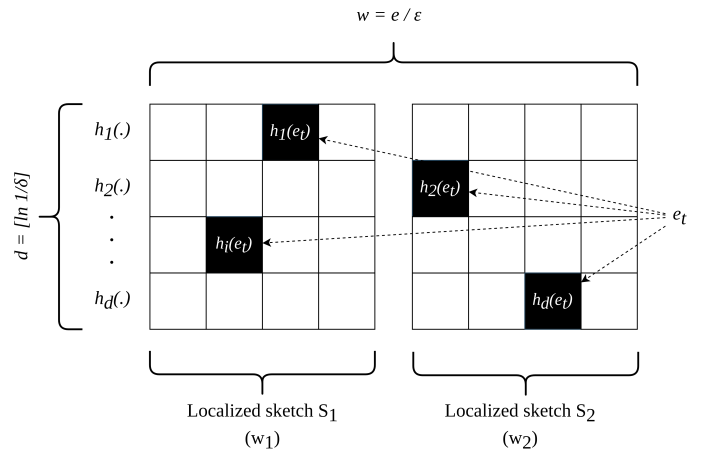 w = e / ε
h1(.)
h1(et)
h2(.)
h2(et)
et
d = [ln 1/δ]
hi(et)
hd(.)
hd(et)
Localized sketch S1
(w1)
Localized sketch S2
(w2)